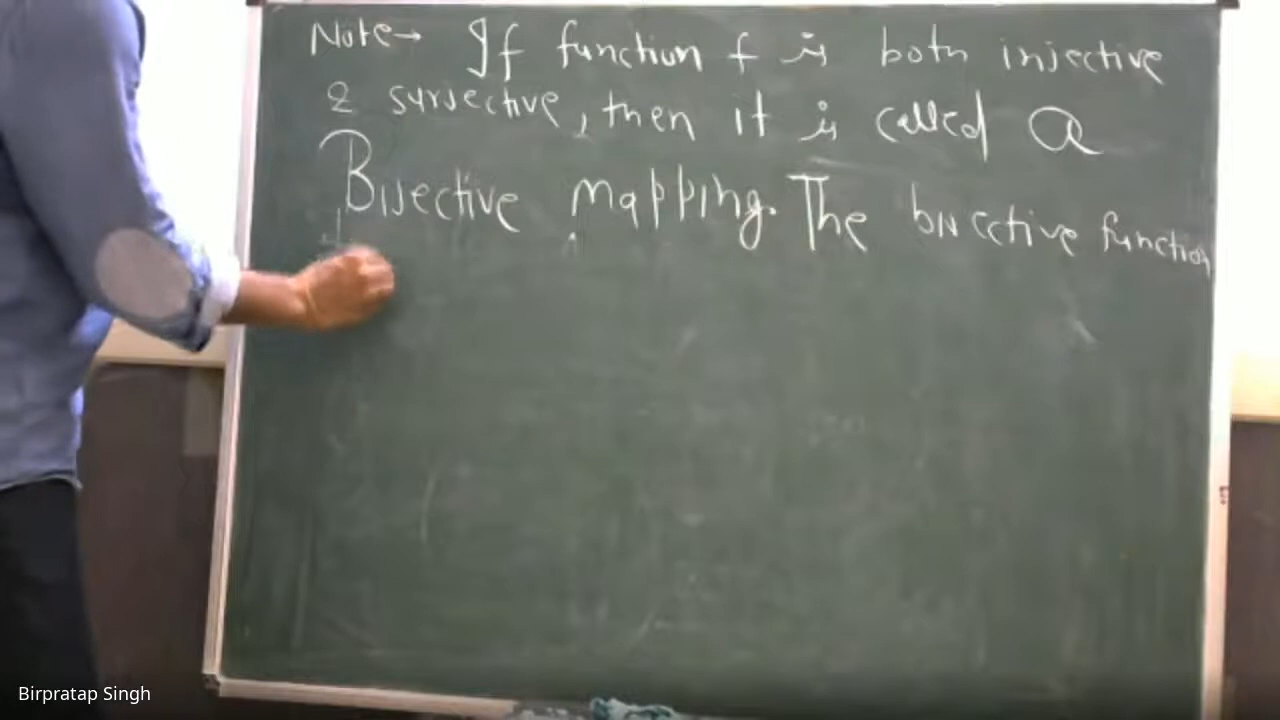 Note→ If function f is both injective
& surjective, then it is called a
Bijective mapping. The bijective function
Birpratap Singh